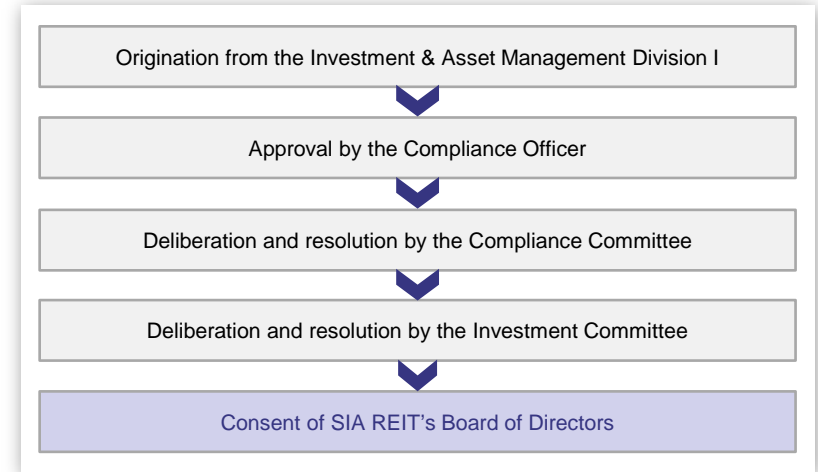 Origination from the Investment & Asset Management Division I
Approval by the Compliance Officer
Deliberation and resolution by the Compliance Committee
Deliberation and resolution by the Investment Committee
Consent of SIA REIT’s Board of Directors